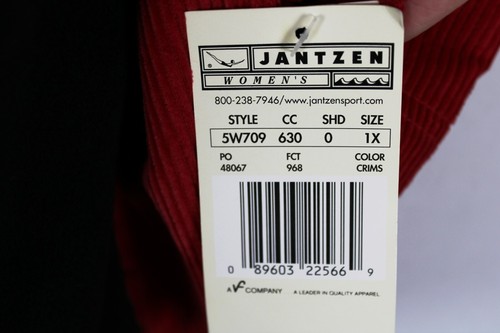 JANTZEN
WOMEN'S
800-238-7946/www.jantzensport.com
STYLE CC SHD SIZE
5W709 630 0 1X
PO FCT COLOR
48067 968 CRIMS
0 89603 22566 9
A VF COMPANY A LEADER IN QUALITY APPAREL